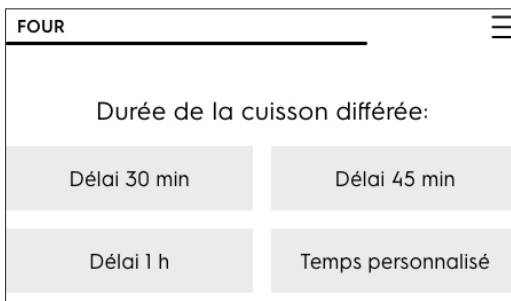 FOUR
Durée de la cuisson différée:
Délai 30 min
Délai 45 min
Délai 1 h
Temps personnalisé